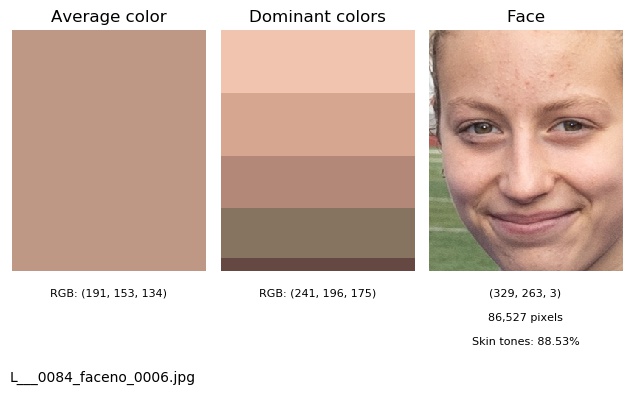 Average color
Dominant colors
Face
RGB: (191, 153, 134)
RGB: (241, 196, 175)
(329, 263, 3)
86,527 pixels
Skin tones: 88.53%
L___0084_faceno_0006.jpg